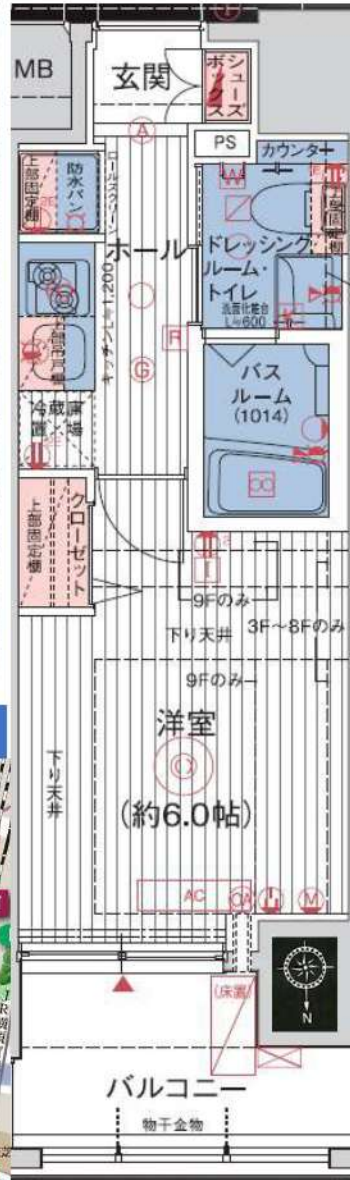 MB
玄関
シューズ
ボックス
PS
カウンター
上部固定棚
防水パン
ロールスクリーン
ホール
A
W
上部固定棚
ドレッシング
ルーム・
トイレ
洗面化粧台
L≒600
キッチンL≒1,200
上部吊戸棚
R
G
冷蔵庫
置場
バス
ルーム
(1014)
クローゼット
上部固定棚
9Fのみ
下り天井
3F~8Fのみ
9Fのみ
下り天井
洋室
(約6.0帖)
AC
M
N
(床置)
バルコニー
物干金物